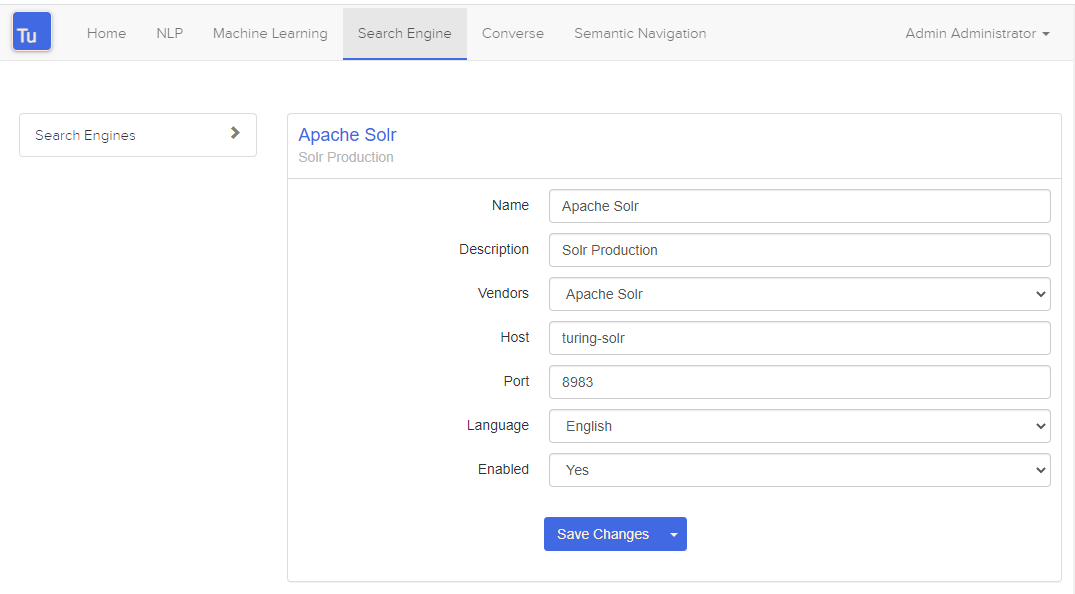 Tu Home NLP Machine Learning Search Engine Converse Semantic Navigation Admin Administrator
Search Engines
Apache Solr
Solr Production
Name Apache Solr
Description Solr Production
Vendors Apache Solr
Host turing-solr
Port 8983
Language English
Enabled Yes
Save Changes